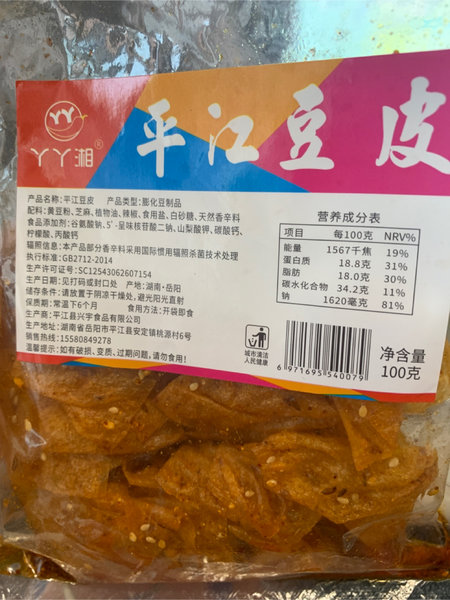 丫丫湘®
平江豆皮
产品名称:平江豆皮 产品类型:膨化豆制品
配料:黄豆粉、芝麻、植物油、辣椒、食用盐、白砂糖、天然香辛料
食品添加剂:谷氨酸钠、5'-呈味核苷酸二钠、山梨酸钾、碳酸钙、
柠檬酸、丙酸钙
辐照信息:本产品部分香辛料采用国际惯用辐照杀菌技术处理
执行标准:GB2712-2014
生产许可证号:SC12543062607154
生产日期:见打码或封口处 产地:湖南·岳阳
储存条件:请放置于阴凉干燥处,避光阳光直射
保质期:常温下6个月 食用方法:开袋即食
生产商:平江县兴宇食品有限公司
生产地址:湖南省岳阳市平江县安定镇桃源村6号
销售热线:15580849278
温馨提示:如有破损、变质、过期问题,请勿食用!
营养成分表
项目 每100克 NRV%
能量 1567千焦 19%
蛋白质 18.8克 31%
脂肪 18.0克 30%
碳水化合物 34.2克 11%
钠 1620毫克 81%
城市清洁
人民健康
6 971695 540079
净含量
100克